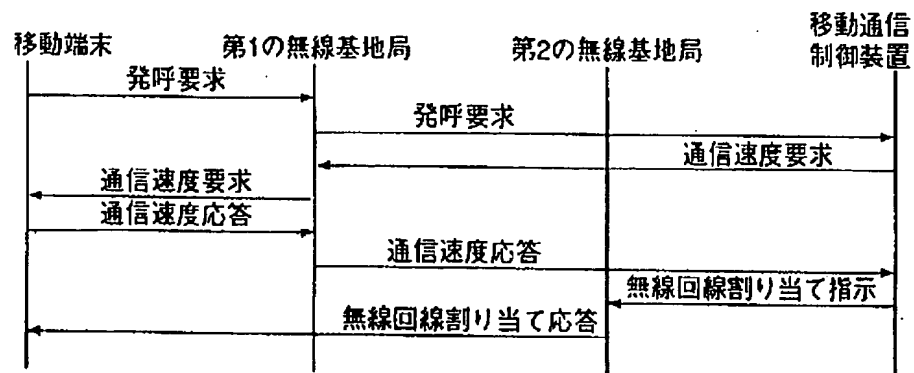 移動端末
第1の無線基地局
第2の無線基地局
移動通信
制御装置
発呼要求
発呼要求
通信速度要求
通信速度要求
通信速度応答
通信速度応答
無線回線割り当て指示
無線回線割り当て応答